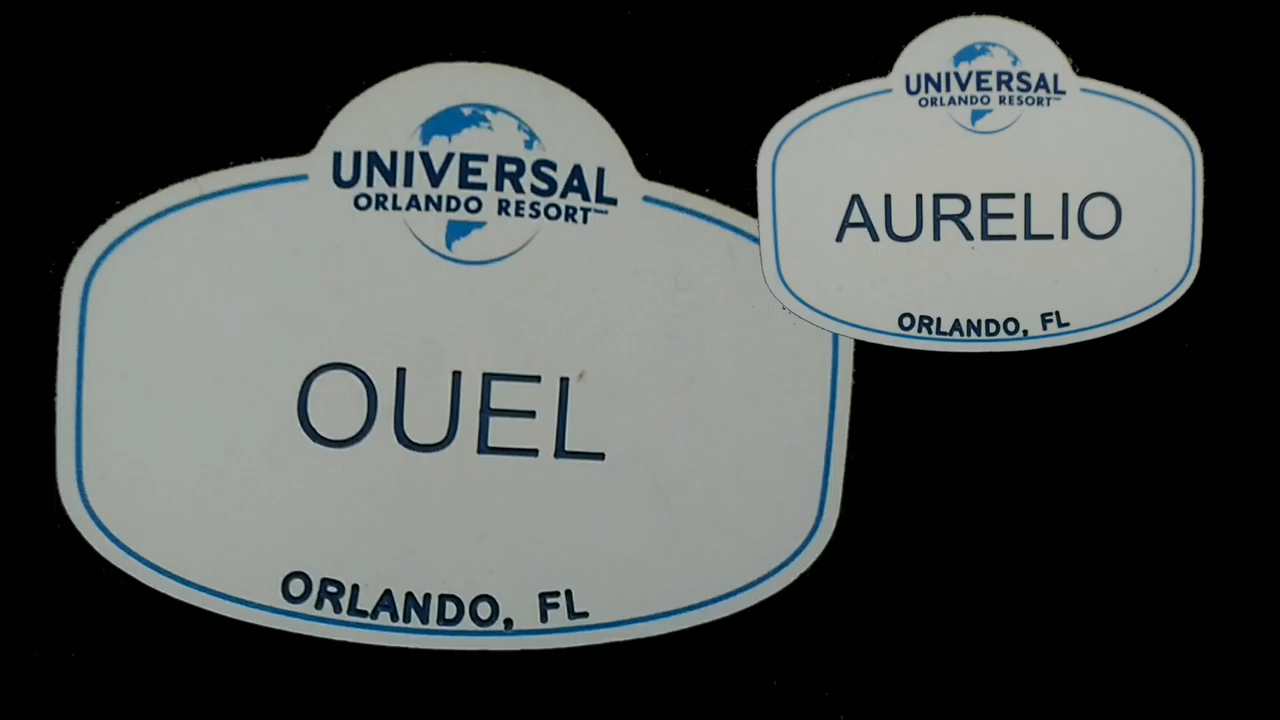 UNIVERSAL
ORLANDO RESORT™
OUEL
ORLANDO, FL
UNIVERSAL
ORLANDO RESORT™
AURELIO
ORLANDO, FL